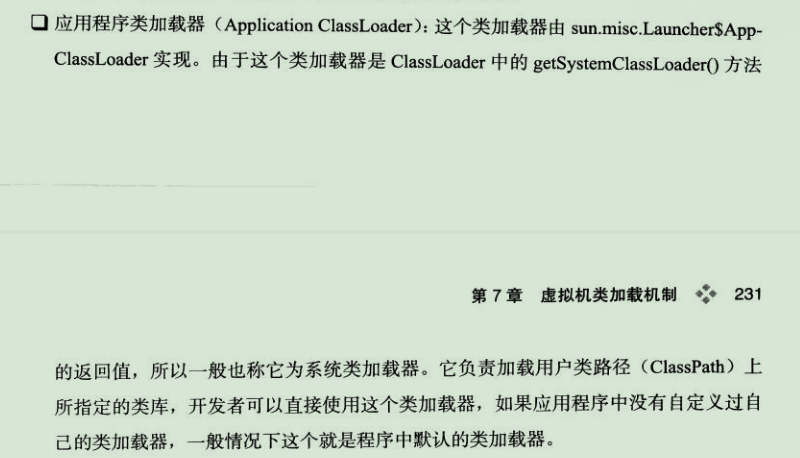 ❑ 应用程序类加载器（Application ClassLoader）：这个类加载器由 sun.misc.Launcher$App-
ClassLoader 实现。由于这个类加载器是 ClassLoader 中的 getSystemClassLoader() 方法
第 7 章 虚拟机类加载机制 231
的返回值，所以一般也称它为系统类加载器。它负责加载用户类路径（ClassPath）上
所指定的类库，开发者可以直接使用这个类加载器，如果应用程序中没有自定义过自
己的类加载器，一般情况下这个就是程序中默认的类加载器。